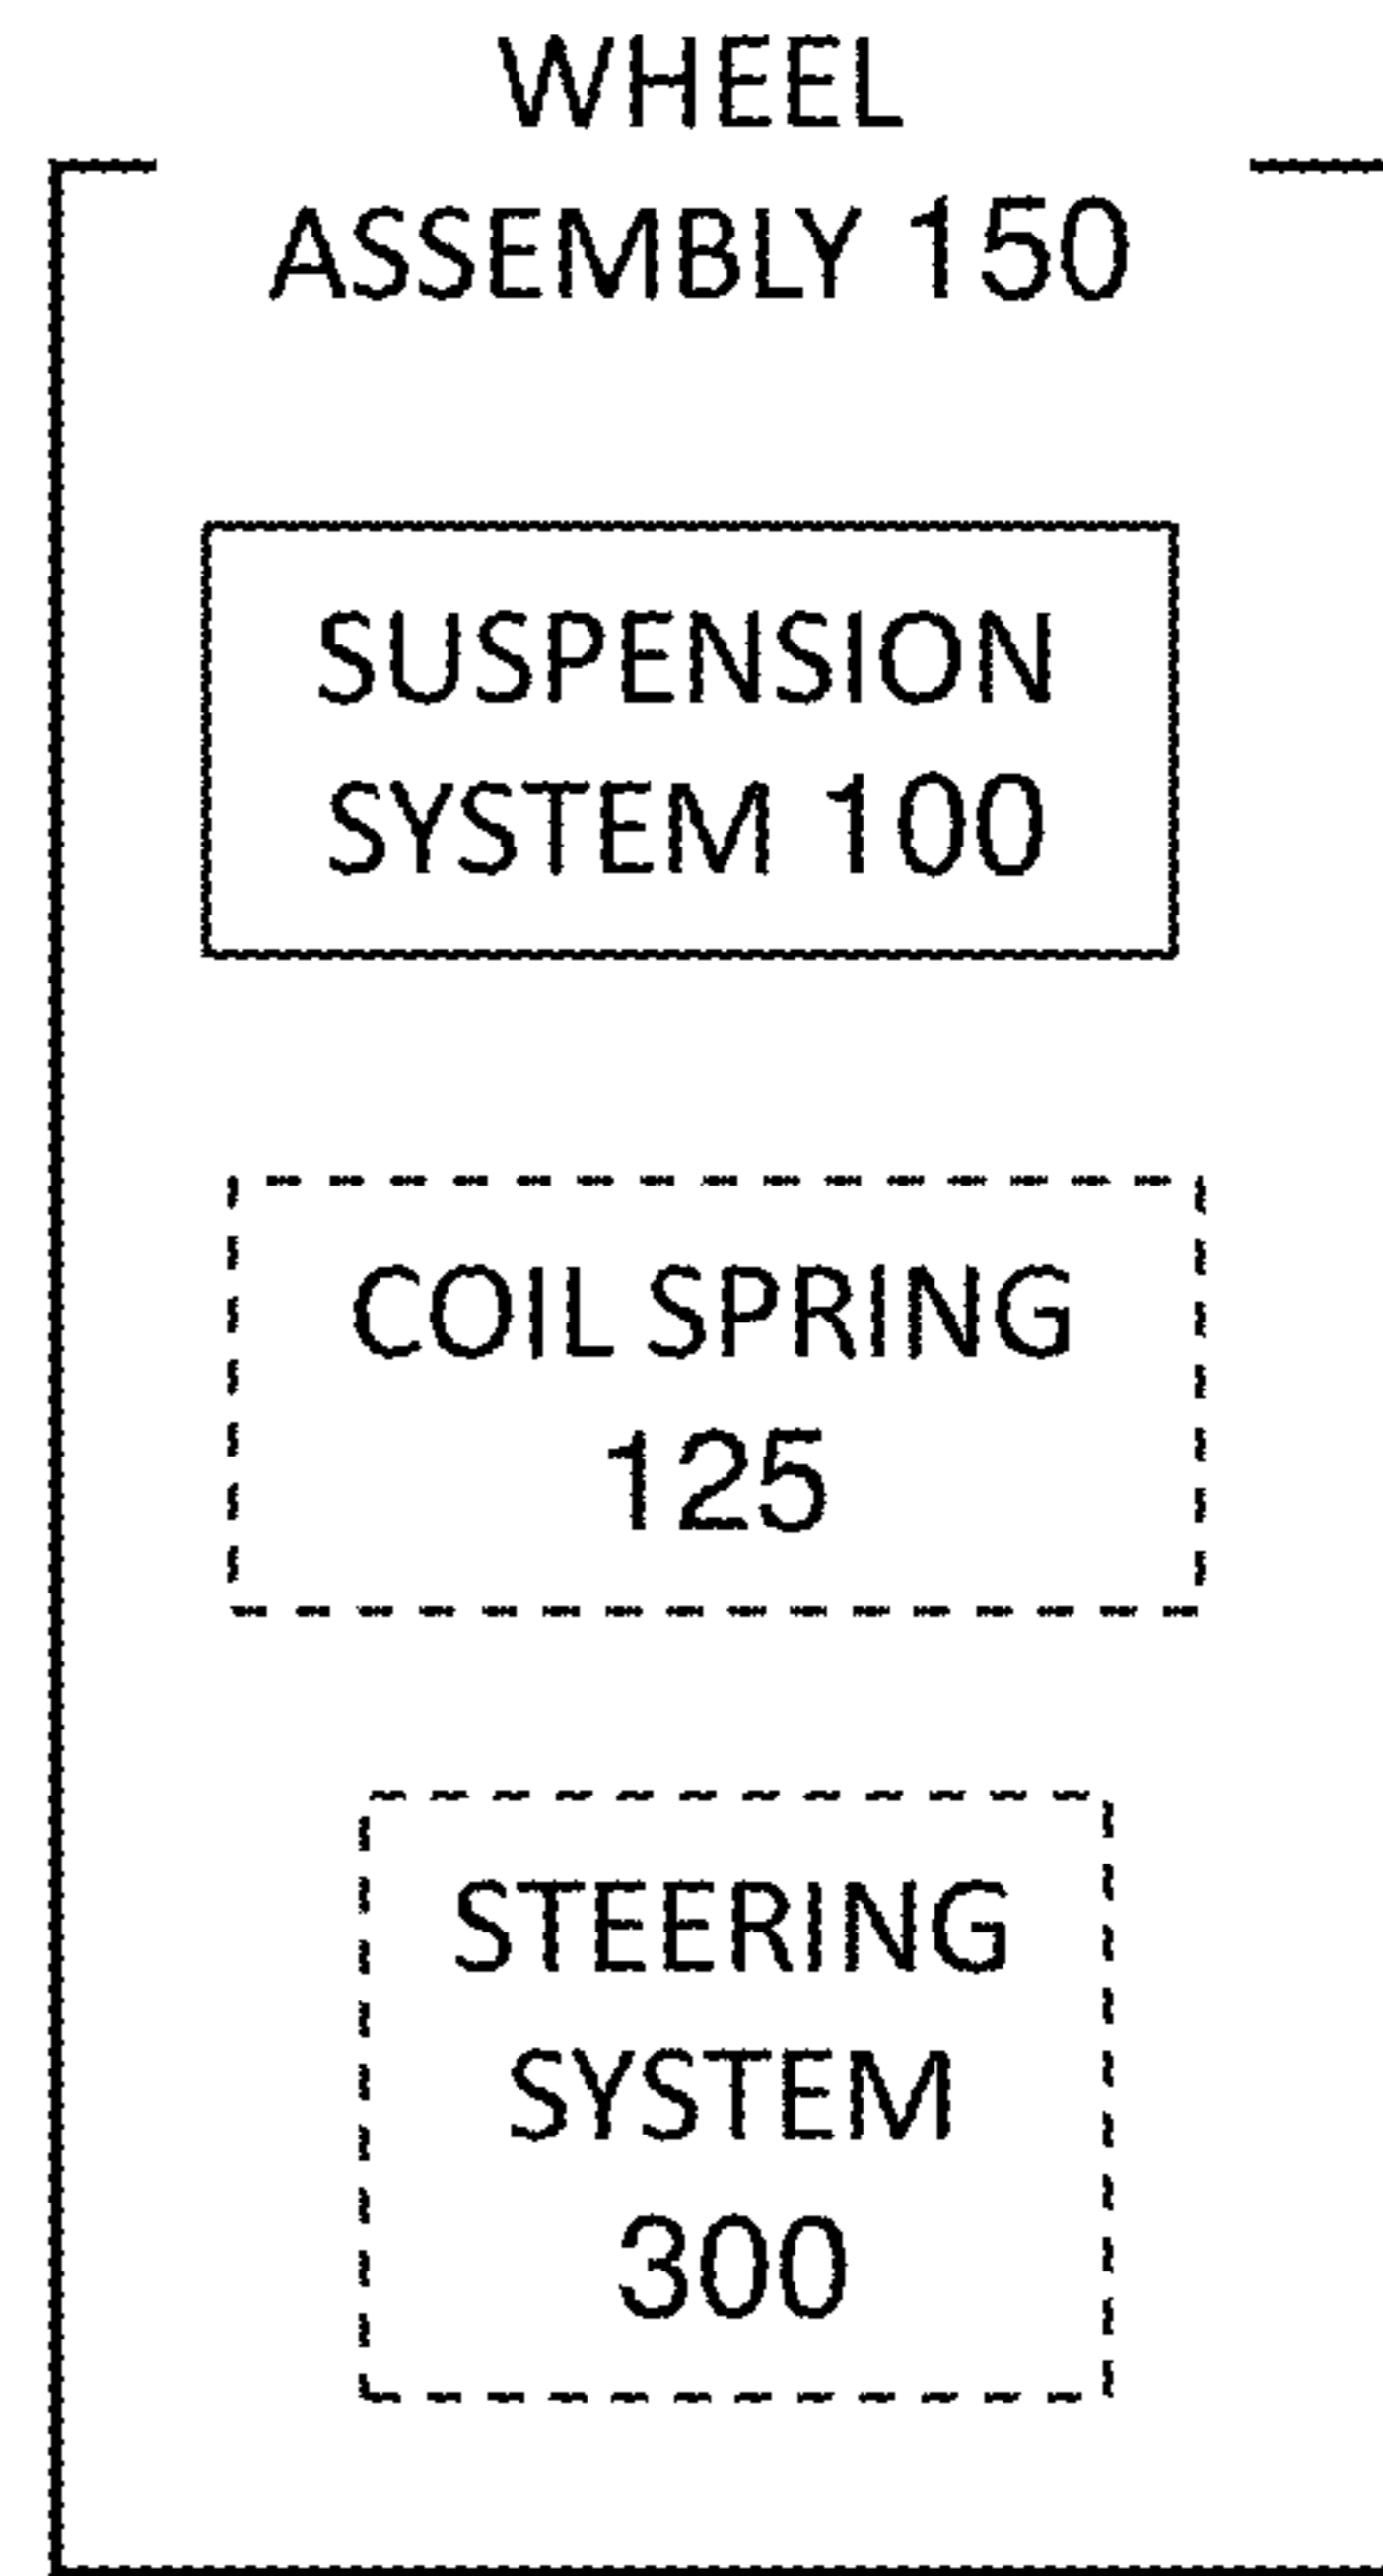 WHEEL
ASSEMBLY 150
SUSPENSION
SYSTEM 100
COIL SPRING
125
STEERING
SYSTEM
300